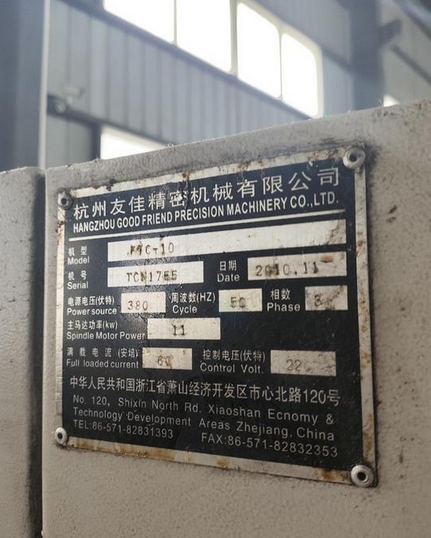 杭州友佳精密机械有限公司
HANGZHOU GOOD FRIEND PRECISION MACHINERY CO.,LTD.
机型 Model FTC-10
机号 Serial 日期 Date 2010.11
电源电压(伏特) Power source 380 周波数(HZ) Cycle 50 相数 Phase 3
主马达功率(kw) Spindle Motor Power 11
满载电流(安培) Full loaded current 60 控制电压(伏特) Control Volt. 22
中华人民共和国浙江省萧山经济开发区市心北路120号
No. 120, Shixin North Rd. Xiaoshan Ecnomy &
Technology Development Areas Zhejiang, China
TEL:86-571-82831393 FAX:86-571-82832353